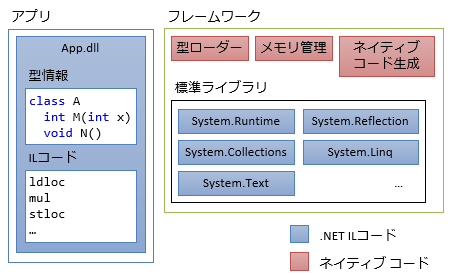 アプリ
App.dll
型情報
class A
int M(int x)
void N()
ILコード
ldloc
mul
stloc
…
フレームワーク
型ローダー
メモリ管理
ネイティブ
コード生成
標準ライブラリ
System.Runtime
System.Reflection
System.Collections
System.Linq
System.Text
...
.NET ILコード
ネイティブ コード